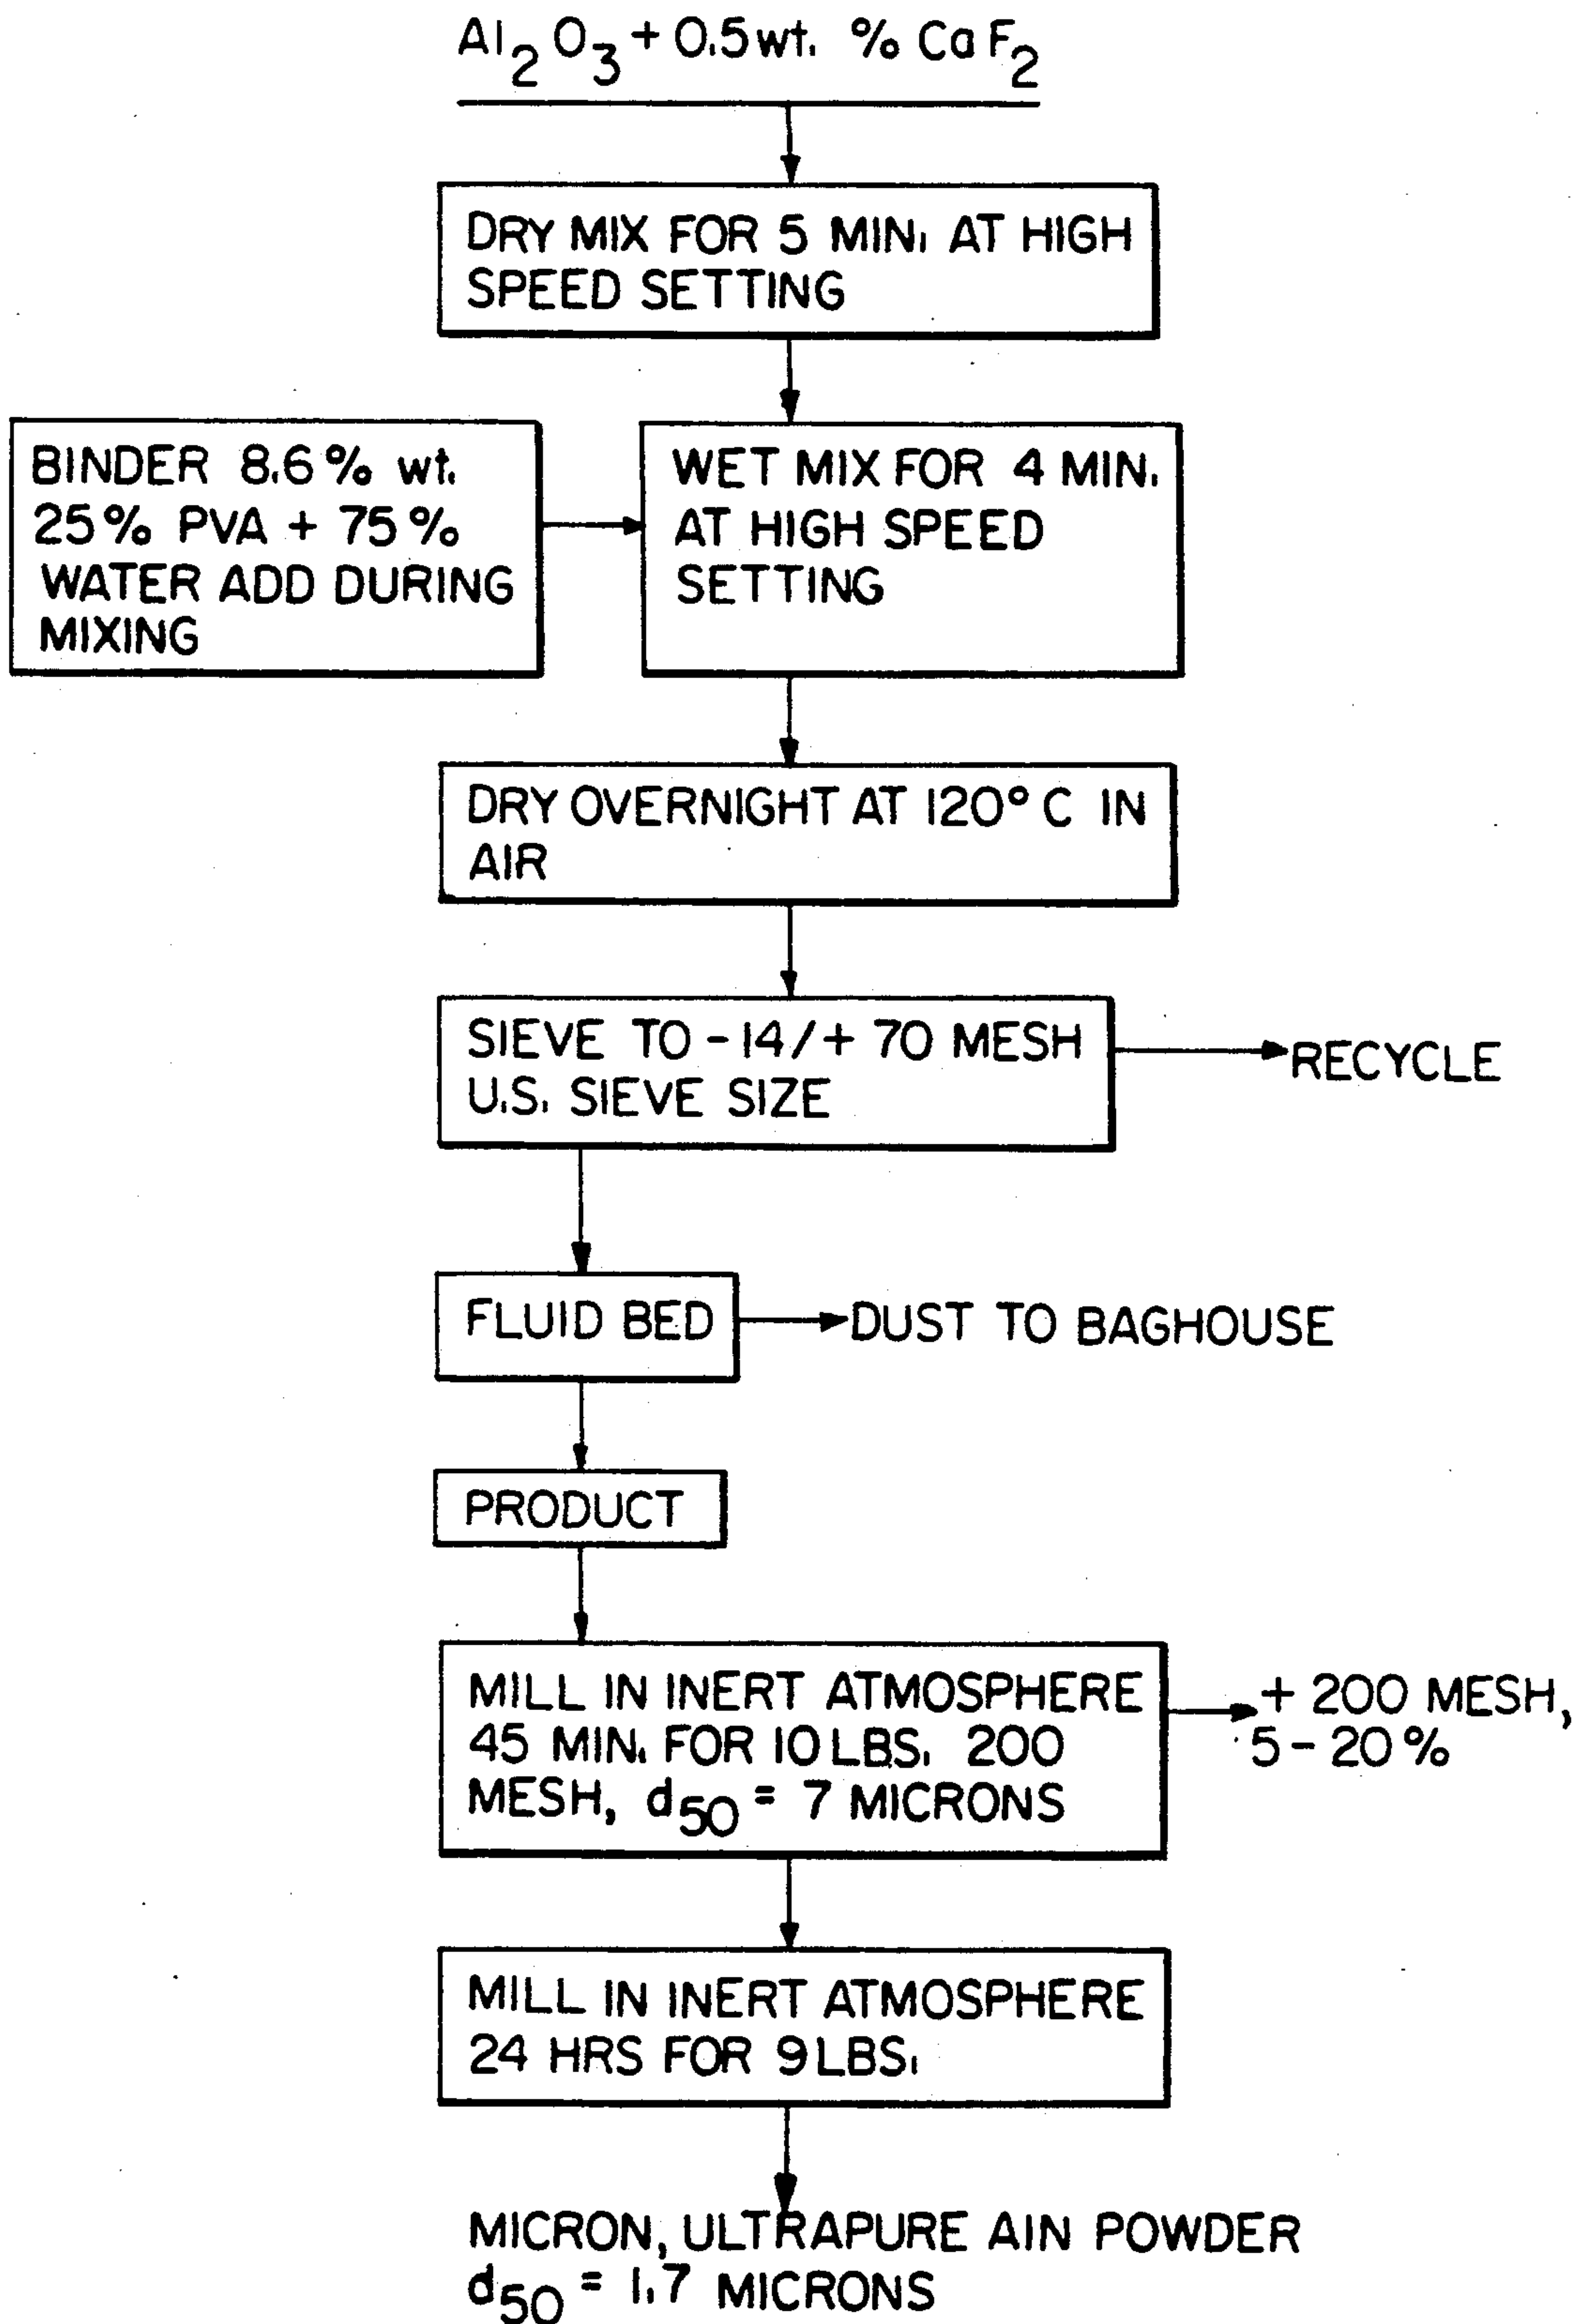 Al2O3 + 0.5 wt. % CaF2
DRY MIX FOR 5 MIN. AT HIGH
SPEED SETTING
BINDER 8.6% wt.
25% PVA + 75%
WATER ADD DURING
MIXING
WET MIX FOR 4 MIN.
AT HIGH SPEED
SETTING
DRY OVERNIGHT AT 120° C IN
AIR
SIEVE TO -14/+ 70 MESH
U.S. SIEVE SIZE
RECYCLE
FLUID BED
DUST TO BAGHOUSE
PRODUCT
MILL IN INERT ATMOSPHERE
45 MIN. FOR 10 LBS. 200
MESH, d50 = 7 MICRONS
+ 200 MESH,
5-20%
MILL IN INERT ATMOSPHERE
24 HRS FOR 9 LBS.
MICRON, ULTRAPURE AlN POWDER
d50 = 1.7 MICRONS